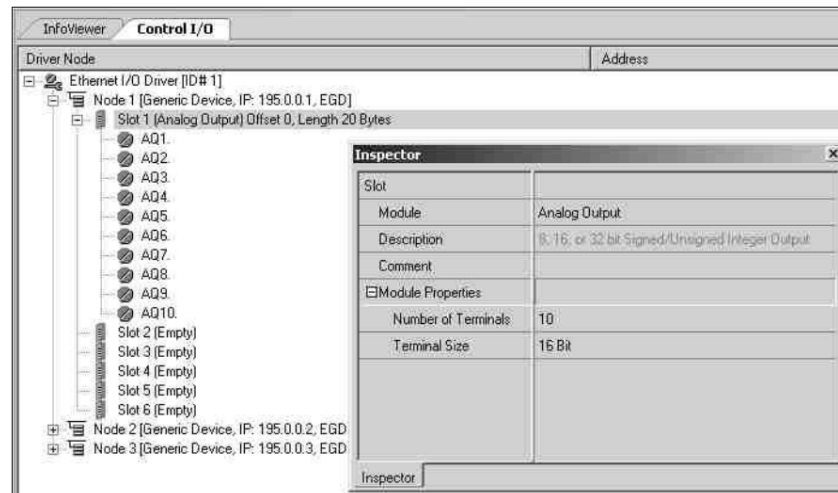 InfoViewer Control I/O
Driver Node Address
Ethernet I/O Driver [ID# 1]
Node 1 [Generic Device, IP: 195.0.0.1, EGD]
Slot 1 (Analog Output) Offset 0, Length 20 Bytes
AQ1.
AQ2.
AQ3.
AQ4.
AQ5.
AQ6.
AQ7.
AQ8.
AQ9.
AQ10.
Slot 2 (Empty)
Slot 3 (Empty)
Slot 4 (Empty)
Slot 5 (Empty)
Slot 6 (Empty)
Node 2 [Generic Device, IP: 195.0.0.2, EGD
Node 3 [Generic Device, IP: 195.0.0.3, EGD
Inspector
Slot
Module Analog Output
Description 8, 16, or 32 bit Signed/Unsigned Integer Output
Comment
Module Properties
Number of Terminals 10
Terminal Size 16 Bit
Inspector